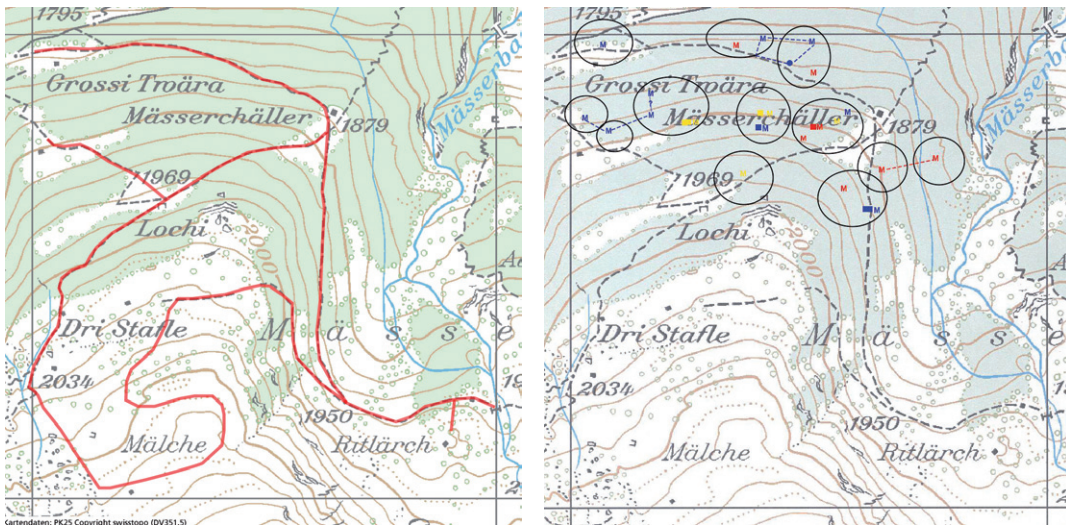 1795
Grossi Troära
Mässerchäller
1879
Mässerba
1969
Lochi
2000
Dri Stafle
M ä s s e
2034
1950
Mälche
Ritlärch
Kartendaten: PK25 Copyright swisstopo (DV351.5)
1795
M
M
M
M
M
Grossi Troära
M
M
M
M
Mässerchäller
M
M
M
M
1879
Mässerba
M
M
M
1969
M
M
M
Lochi
2000
Dri Stafle
M ä s s e
2034
1950
Mälche
Ritlärch